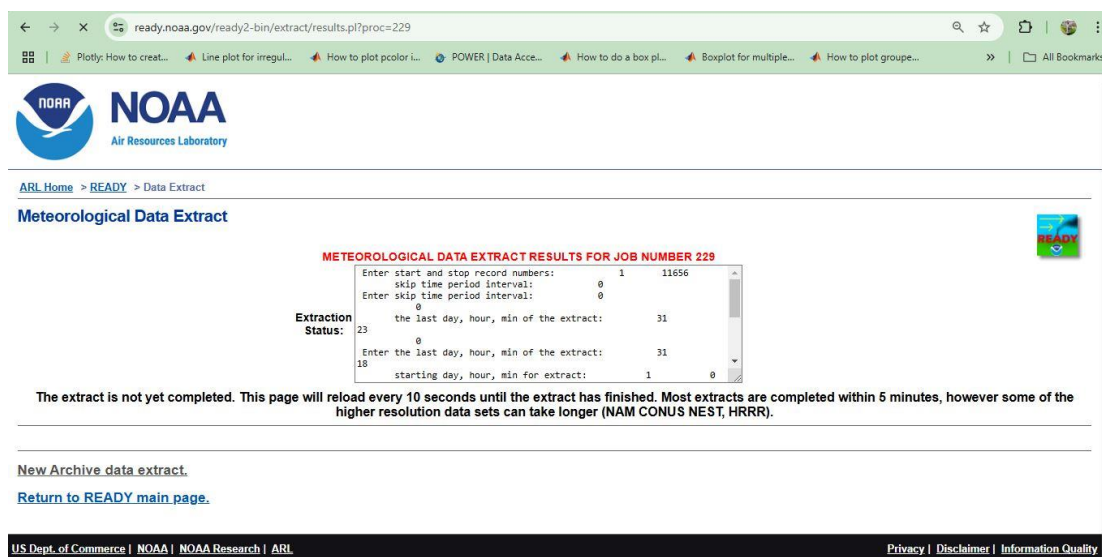 ready.noaa.gov/ready2-bin/extract/results.pl?proc=229
Plotly: How to creat... Line plot for irregul... How to plot pcolor i... POWER | Data Acce... How to do a box pl... Boxplot for multiple... How to plot groupe... » All Bookmarks
NOAA
NOAA
Air Resources Laboratory
ARL Home > READY > Data Extract
Meteorological Data Extract
READY
METEOROLOGICAL DATA EXTRACT RESULTS FOR JOB NUMBER 229
Enter start and stop record numbers: 1 11656
skip time period interval: 0
Enter skip time period interval: 0
0
Extraction Status:
the last day, hour, min of the extract: 31
23
0
Enter the last day, hour, min of the extract: 31
18
starting day, hour, min for extract: 1 0
The extract is not yet completed. This page will reload every 10 seconds until the extract has finished. Most extracts are completed within 5 minutes, however some of the
higher resolution data sets can take longer (NAM CONUS NEST, HRRR).
New Archive data extract.
Return to READY main page.
US Dept. of Commerce | NOAA | NOAA Research | ARL Privacy | Disclaimer | Information Quality